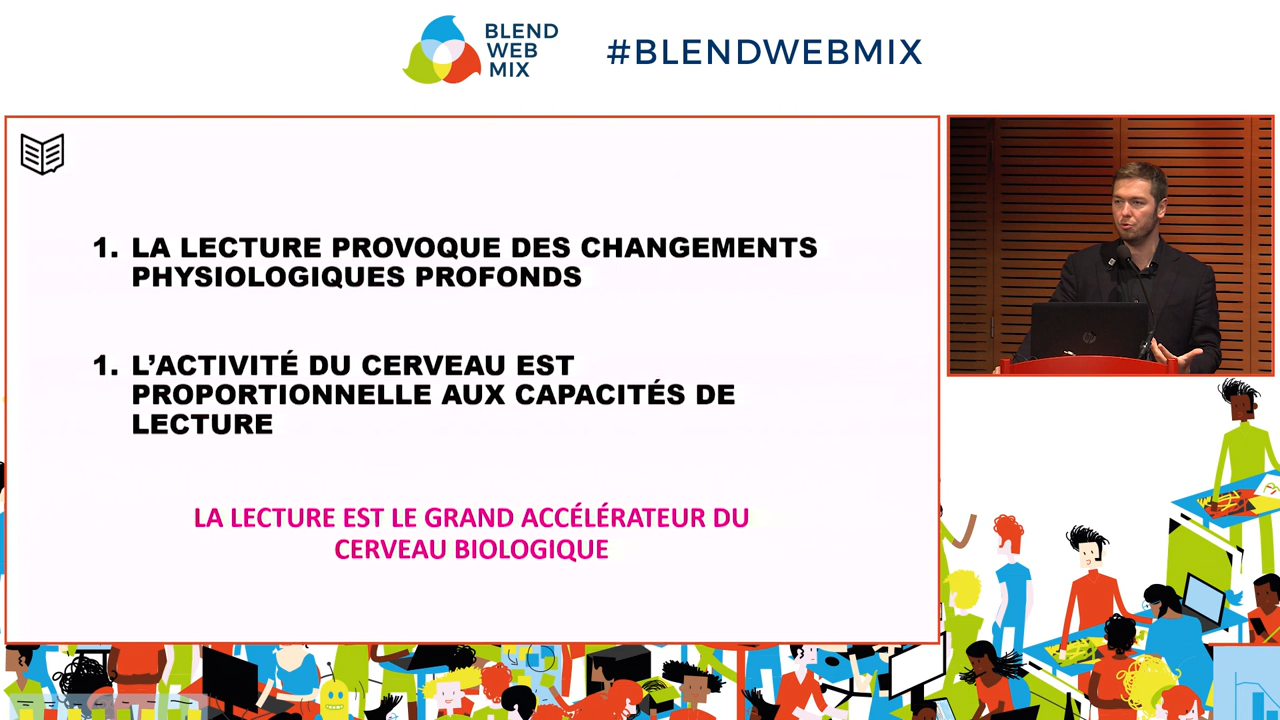 BLEND
WEB
MIX
#BLENDWEBMIX
1. LA LECTURE PROVOQUE DES CHANGEMENTS
PHYSIOLOGIQUES PROFONDS
1. L’ACTIVITÉ DU CERVEAU EST
PROPORTIONNELLE AUX CAPACITÉS DE
LECTURE
LA LECTURE EST LE GRAND ACCÉLÉRATEUR DU
CERVEAU BIOLOGIQUE